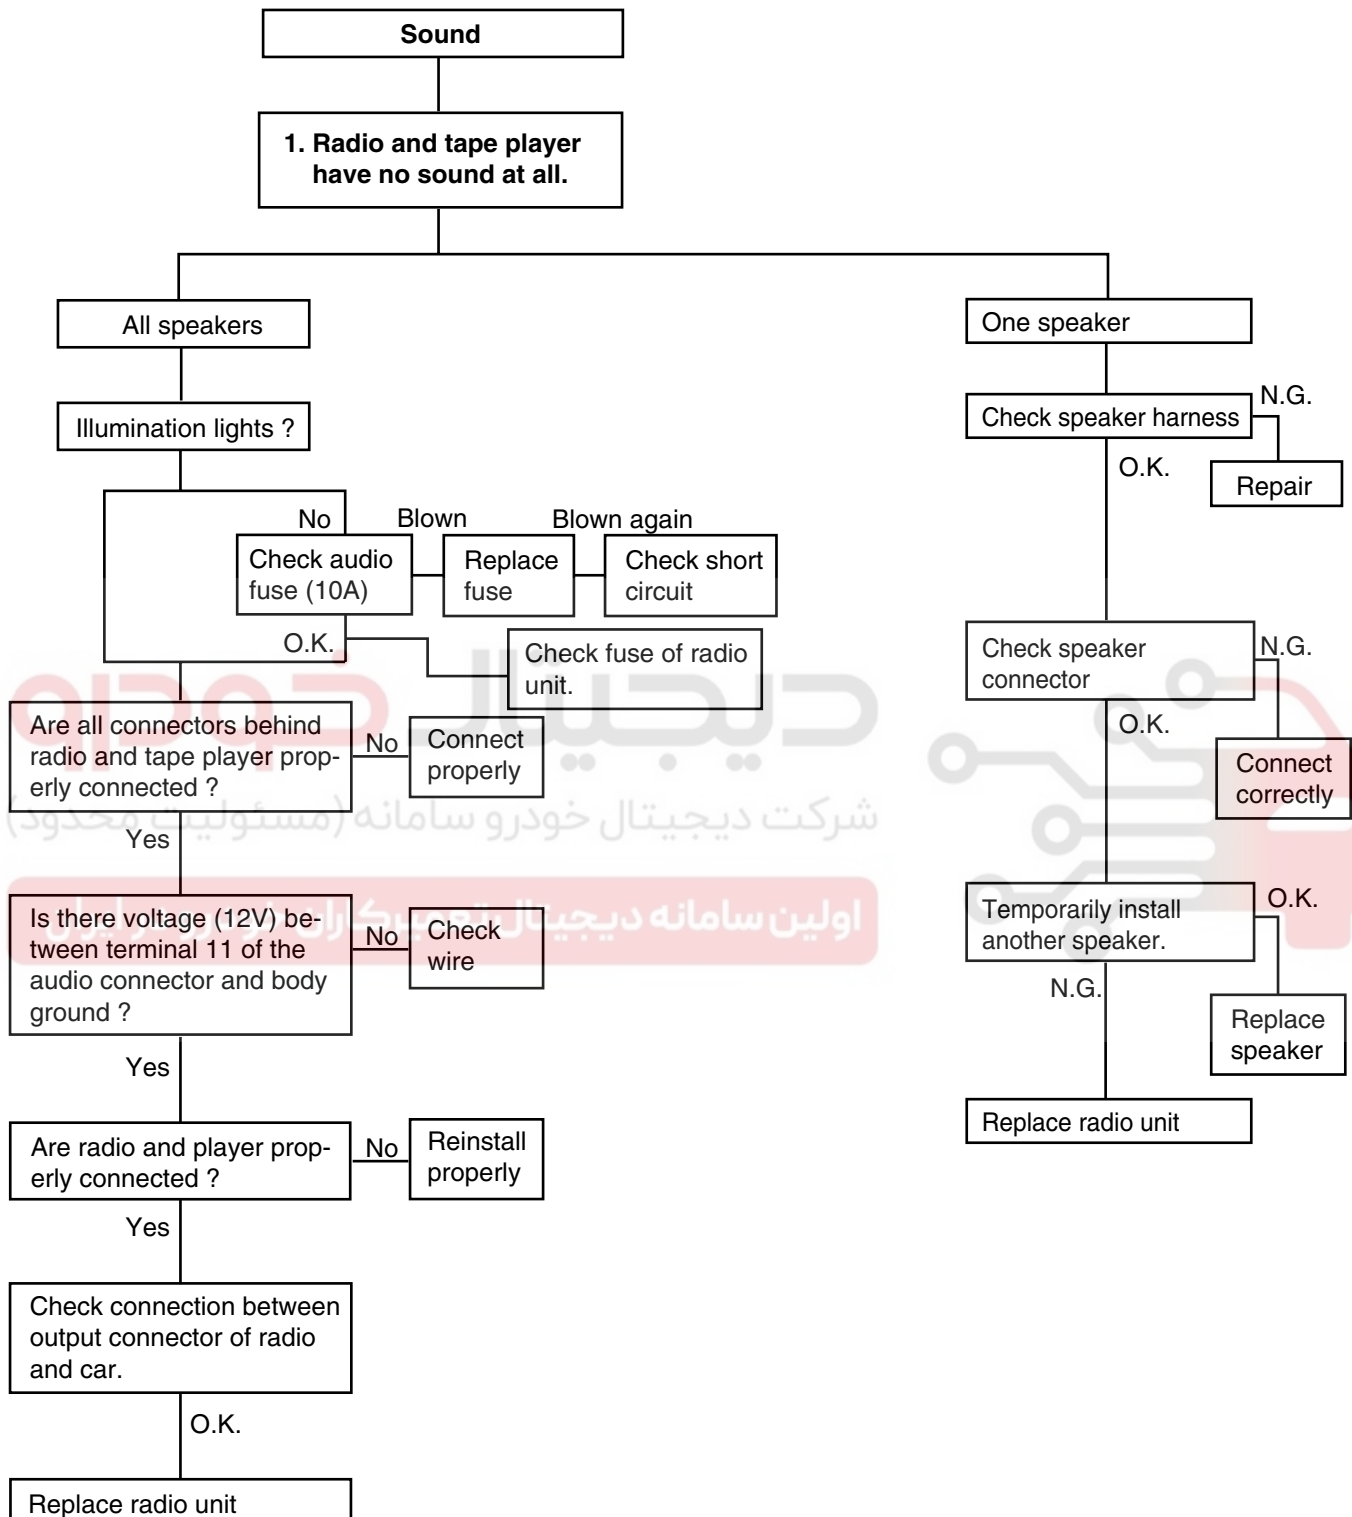 Sound
1. Radio and tape player
have no sound at all.
All speakers
Illumination lights ?
No
Blown
Blown again
Check audio
fuse (10A)
Replace
fuse
Check short
circuit
O.K.
Check fuse of radio
unit.
Are all connectors behind
radio and tape player prop-
erly connected ?
No
Connect
properly
Yes
Is there voltage (12V) be-
tween terminal 11 of the
audio connector and body
ground ?
No
Check
wire
Yes
Are radio and player prop-
erly connected ?
No
Reinstall
properly
Yes
Check connection between
output connector of radio
and car.
O.K.
Replace radio unit
One speaker
Check speaker harness
N.G.
Repair
O.K.
Check speaker
connector
N.G.
Connect
correctly
O.K.
Temporarily install
another speaker.
O.K.
Replace
speaker
N.G.
Replace radio unit
دیجیتال خودرو
شرکت دیجیتال خودرو سامانه (مسئولیت محدود)
اولین سامانه دیجیتال تعمیرکاران خودرو در ایران